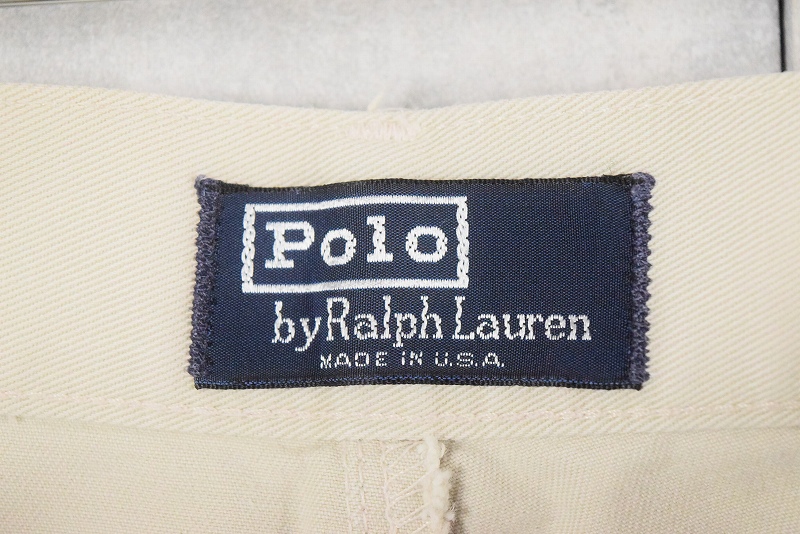 Polo
by Ralph Lauren
MADE IN U.S.A.